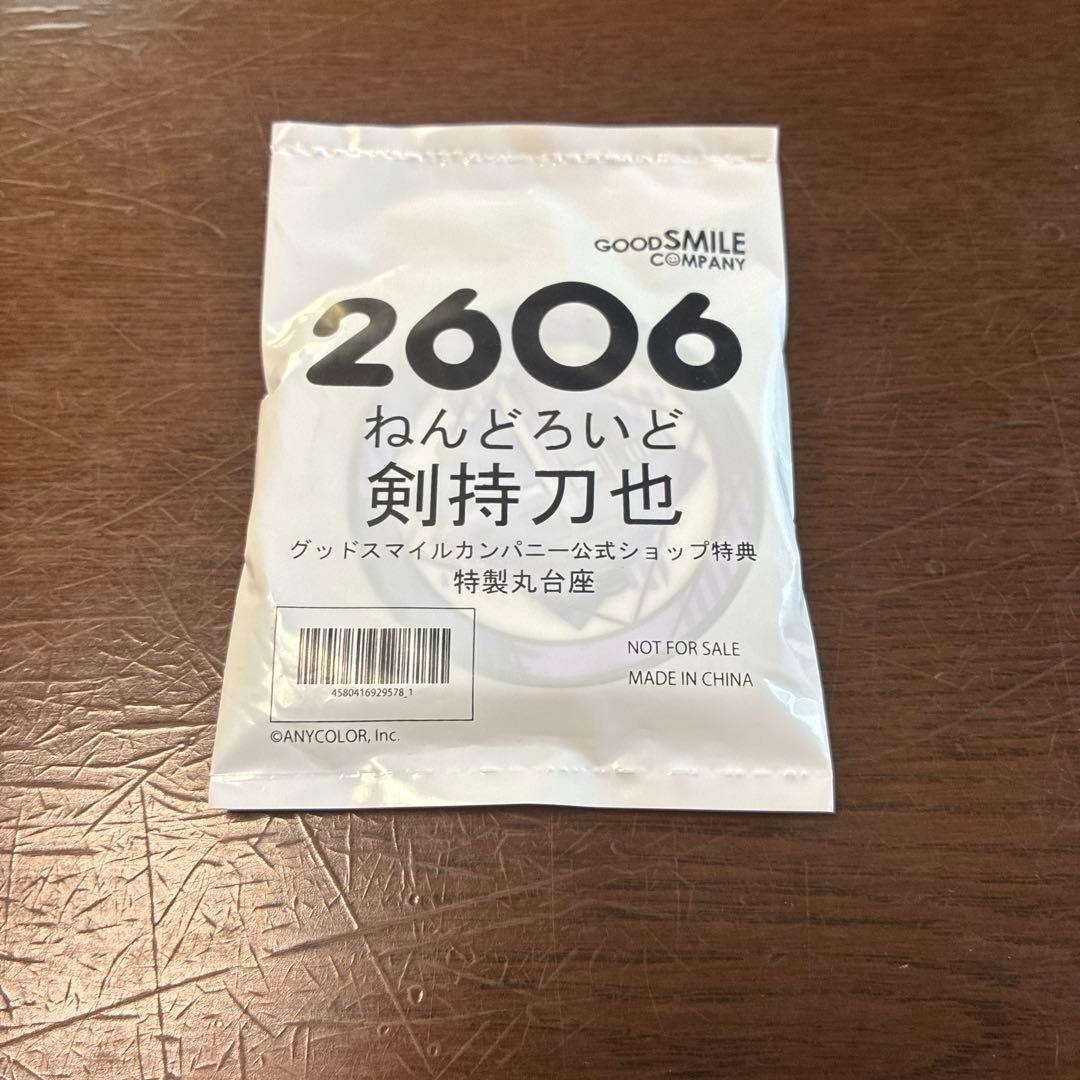 GOODSMILE
COMPANY
2606
ねんどろいど
剣持刀也
グッドスマイルカンパニー公式ショップ特典
特製丸台座
4580416929578_1
NOT FOR SALE
MADE IN CHINA
©ANYCOLOR, Inc.